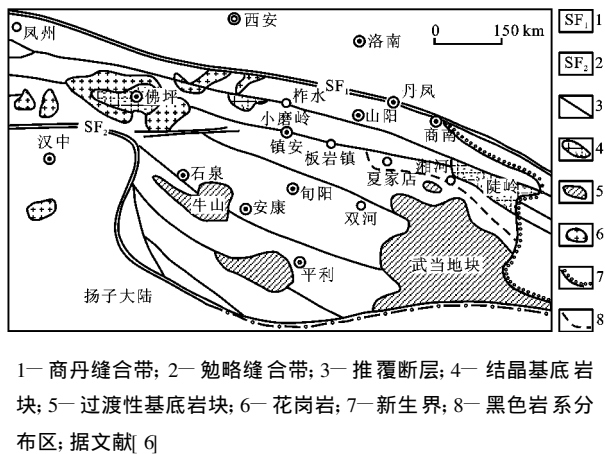 西安
凤州
洛南
0 150 km
SF₁ 1
SF₂ 2
3
4
5
6
7
8
SF₁
丹凤
佛坪
柞水
山阳
商南
小磨岭
SF₂
汉中
镇安
板岩镇
湘河
夏家店
陡岭
石泉
牛山
安康
旬阳
双河
武当地块
平利
扬子大陆
1— 商丹缝合带; 2— 勉略缝合带; 3— 推覆断层; 4— 结晶基底岩
块; 5— 过渡性基底岩块; 6— 花岗岩; 7— 新生界; 8— 黑色岩系分
布区; 据文献[ 6]